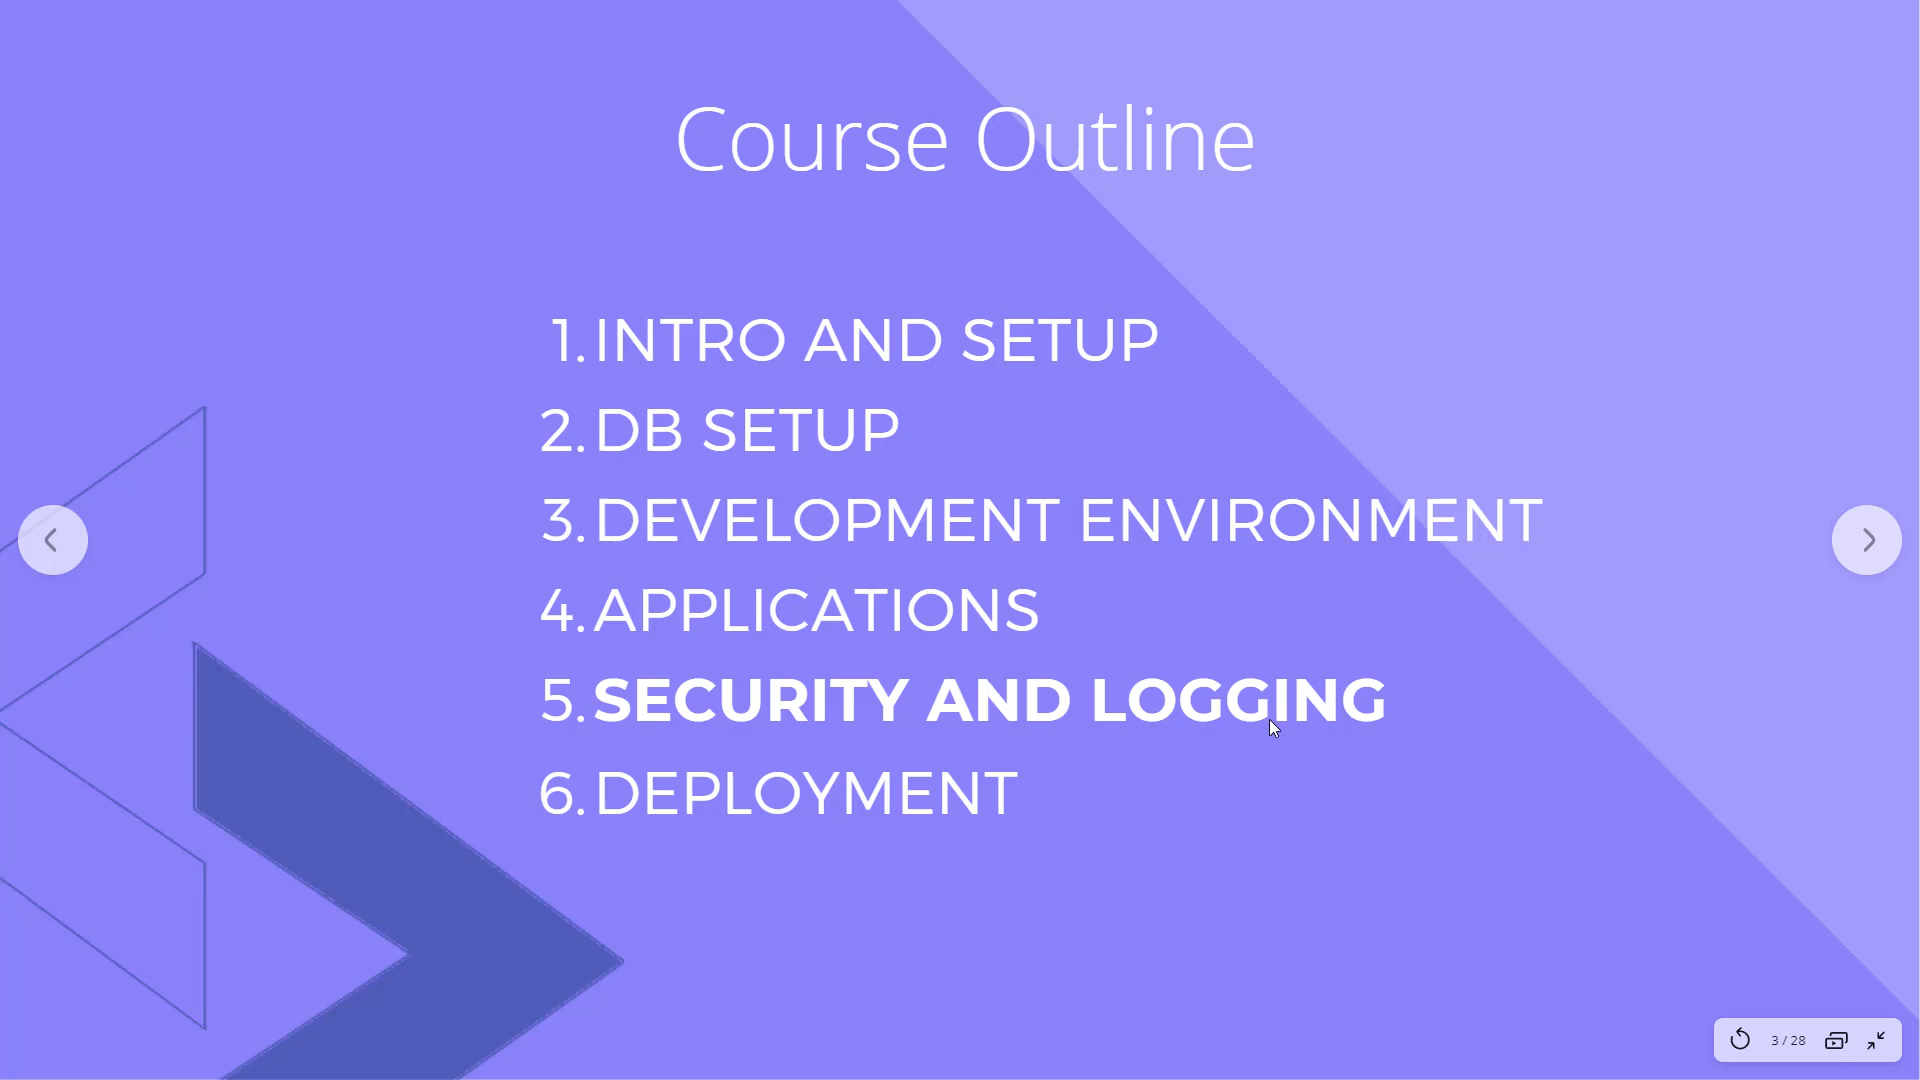 Course Outline
1. INTRO AND SETUP
2. DB SETUP
3. DEVELOPMENT ENVIRONMENT
4. APPLICATIONS
5. SECURITY AND LOGGING
6. DEPLOYMENT
3 / 28